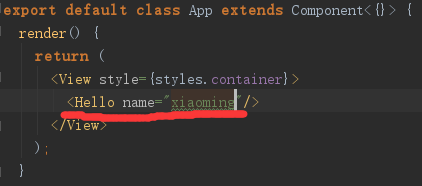 export default class App extends Component<{}> {
render() {
return (
<View style={styles.container}>
<Hello name="xiaoming"/>
</View>
);
}